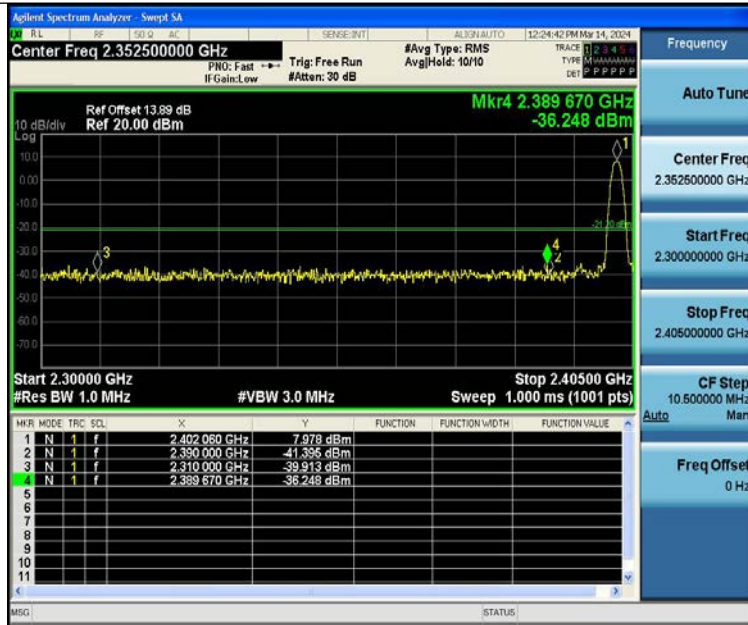 Agilent Spectrum Analyzer - Swept SA
RL RF 50 Ω AC SENSE:INT ALIGN AUTO 12:24:42 PM Mar 14, 2024
Center Freq 2.352500000 GHz
PNO: Fast
IFGain:Low
Trig: Free Run
#Atten: 30 dB
#Avg Type: RMS
Avg|Hold: 10/10
TRACE 1 2 3 4 5 6
TYPE M
DET P P P P P
Ref Offset 13.89 dB
10 dB/div Ref 20.00 dBm
Log
Mkr4 2.389 670 GHz
-36.248 dBm
10.0
0.00
-10.0
-20.0
-30.0
-40.0
-50.0
-60.0
-70.0
1
-21.20 dBm
3
4
2
Start 2.30000 GHz Stop 2.40500 GHz
#Res BW 1.0 MHz #VBW 3.0 MHz Sweep 1.000 ms (1001 pts)
MKR MODE TRC SCL X Y FUNCTION FUNCTION WIDTH FUNCTION VALUE
1 N 1 f 2.402 060 GHz 7.978 dBm
2 N 1 f 2.390 000 GHz -41.395 dBm
3 N 1 f 2.310 000 GHz -39.913 dBm
4 N 1 f 2.389 670 GHz -36.248 dBm
5
6
7
8
9
10
11
MSG STATUS
Frequency
Auto Tune
Center Freq
2.352500000 GHz
Start Freq
2.300000000 GHz
Stop Freq
2.405000000 GHz
CF Step
10.500000 MHz
Auto Man
Freq Offset
0 Hz